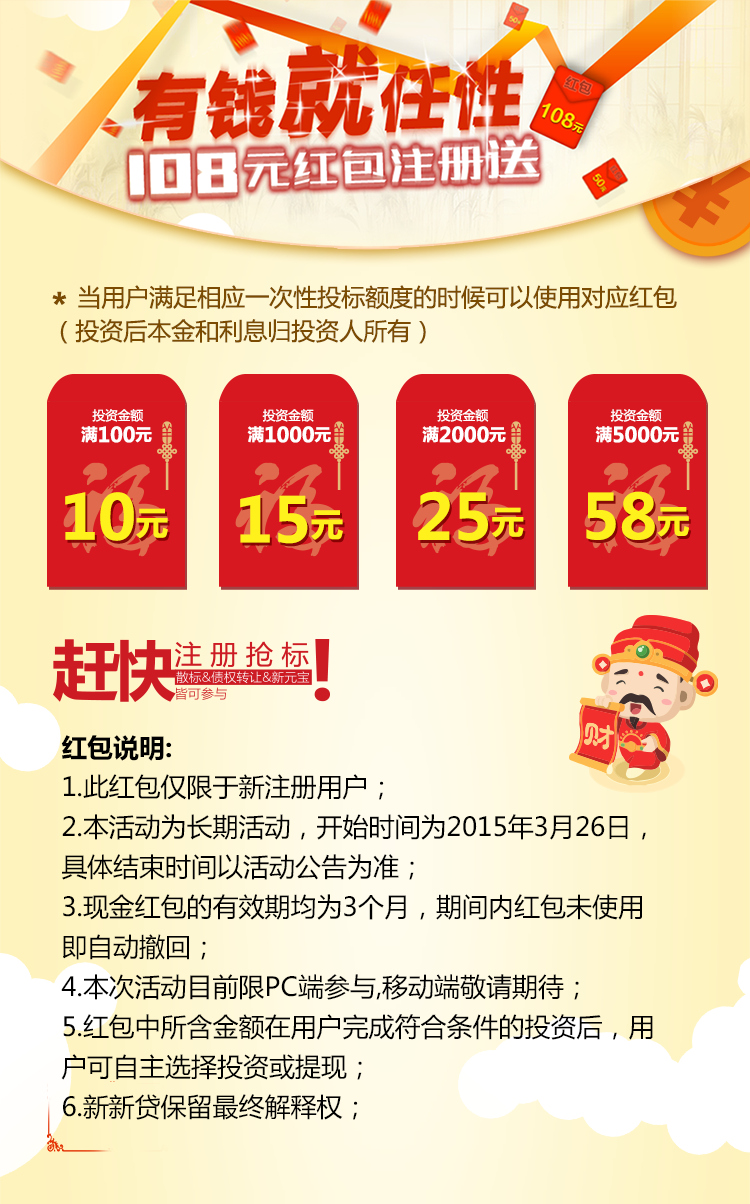 有钱就任性
108元红包注册送
红包
108元
50元
50元
* 当用户满足相应一次性投标额度的时候可以使用对应红包
（投资后本金和利息归投资人所有）
投资金额
满100元
10元
投资金额
满1000元
15元
投资金额
满2000元
25元
投资金额
满5000元
58元
赶快
注册抢标
散标&债权转让&新元宝
皆可参与
！
财
红包说明:
1.此红包仅限于新注册用户；
2.本活动为长期活动，开始时间为2015年3月26日，
具体结束时间以活动公告为准；
3.现金红包的有效期均为3个月，期间内红包未使用
即自动撤回；
4.本次活动目前限PC端参与,移动端敬请期待；
5.红包中所含金额在用户完成符合条件的投资后，用
户可自主选择投资或提现；
6.新新贷保留最终解释权；